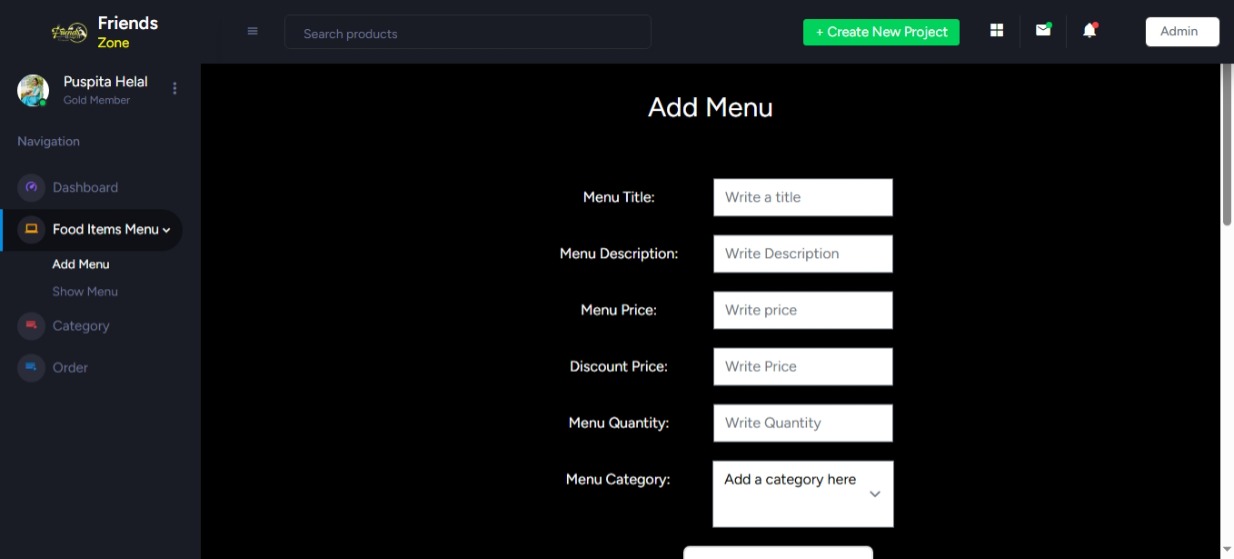 Friends
Friends
Zone
Search products
+ Create New Project
Admin
Puspita Helal
Gold Member
Navigation
Dashboard
Food Items Menu
Add Menu
Show Menu
Category
Order
Add Menu
Menu Title:
Write a title
Menu Description:
Write Description
Menu Price:
Write price
Discount Price:
Write Price
Menu Quantity:
Write Quantity
Menu Category:
Add a category here